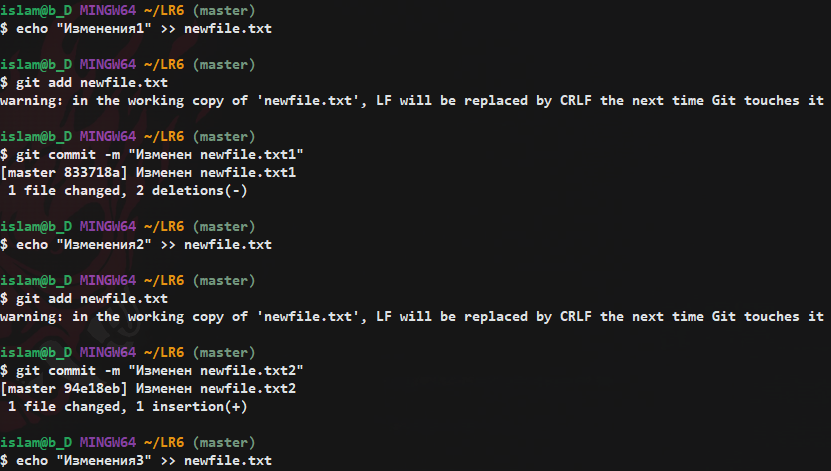 islam@b_D MINGW64 ~/LR6 (master)
$ echo "Изменения1" >> newfile.txt
islam@b_D MINGW64 ~/LR6 (master)
$ git add newfile.txt
warning: in the working copy of 'newfile.txt', LF will be replaced by CRLF the next time Git touches it
islam@b_D MINGW64 ~/LR6 (master)
$ git commit -m "Изменен newfile.txt1"
[master 833718a] Изменен newfile.txt1
 1 file changed, 2 deletions(-)
islam@b_D MINGW64 ~/LR6 (master)
$ echo "Изменения2" >> newfile.txt
islam@b_D MINGW64 ~/LR6 (master)
$ git add newfile.txt
warning: in the working copy of 'newfile.txt', LF will be replaced by CRLF the next time Git touches it
islam@b_D MINGW64 ~/LR6 (master)
$ git commit -m "Изменен newfile.txt2"
[master 94e18eb] Изменен newfile.txt2
 1 file changed, 1 insertion(+)
islam@b_D MINGW64 ~/LR6 (master)
$ echo "Изменения3" >> newfile.txt